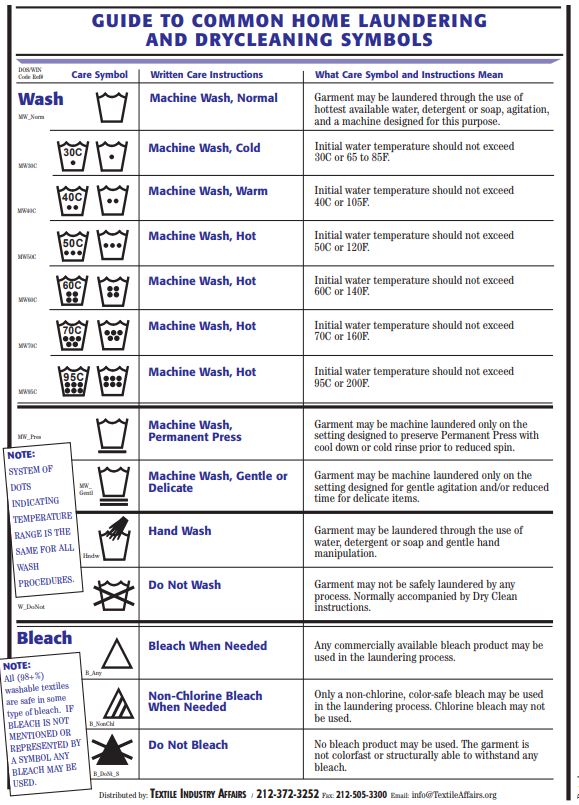 GUIDE TO COMMON HOME LAUNDERING
AND DRYCLEANING SYMBOLS
DOS/WIN
Code Ref#
Care Symbol Written Care Instructions What Care Symbol and Instructions Mean
Wash
MW_Norm
Machine Wash, Normal
Garment may be laundered through the use of
hottest available water, detergent or soap, agitation,
and a machine designed for this purpose.
30C
MW30C
Machine Wash, Cold
Initial water temperature should not exceed
30C or 65 to 85F.
40C
MW40C
Machine Wash, Warm
Initial water temperature should not exceed
40C or 105F.
50C
MW50C
Machine Wash, Hot
Initial water temperature should not exceed
50C or 120F.
60C
MW60C
Machine Wash, Hot
Initial water temperature should not exceed
60C or 140F.
70C
MW70C
Machine Wash, Hot
Initial water temperature should not exceed
70C or 160F.
95C
MW95C
Machine Wash, Hot
Initial water temperature should not exceed
95C or 200F.
MW_Pres
Machine Wash,
Permanent Press
Garment may be machine laundered only on the
setting designed to preserve Permanent Press with
cool down or cold rinse prior to reduced spin.
NOTE:
SYSTEM OF
DOTS
INDICATING
TEMPERATURE
RANGE IS THE
SAME FOR ALL
WASH
PROCEDURES.
MW_
Gentl
Machine Wash, Gentle or
Delicate
Garment may be machine laundered only on the
setting designed for gentle agitation and/or reduced
time for delicate items.
Hndw
Hand Wash
Garment may be laundered through the use of
water, detergent or soap and gentle hand
manipulation.
W_DoNot
Do Not Wash
Garment may not be safely laundered by any
process. Normally accompanied by Dry Clean
instructions.
Bleach
B_Any
Bleach When Needed
Any commercially available bleach product may be
used in the laundering process.
NOTE:
All (98+%)
washable textiles
are safe in some
type of bleach. IF
BLEACH IS NOT
MENTIONED OR
REPRESENTED BY
A SYMBOL ANY
BLEACH MAY BE
USED.
B_NonChl
Non-Chlorine Bleach
When Needed
Only a non-chlorine, color-safe bleach may be used
in the laundering process. Chlorine bleach may not
be used.
B_DoNt_S
Do Not Bleach
No bleach product may be used. The garment is
not colorfast or structurally able to withstand any
bleach.
Distributed by: TEXTILE INDUSTRY AFFAIRS / 212-372-3252 Fax: 212-505-3300 Email: info@TextileAffairs.org